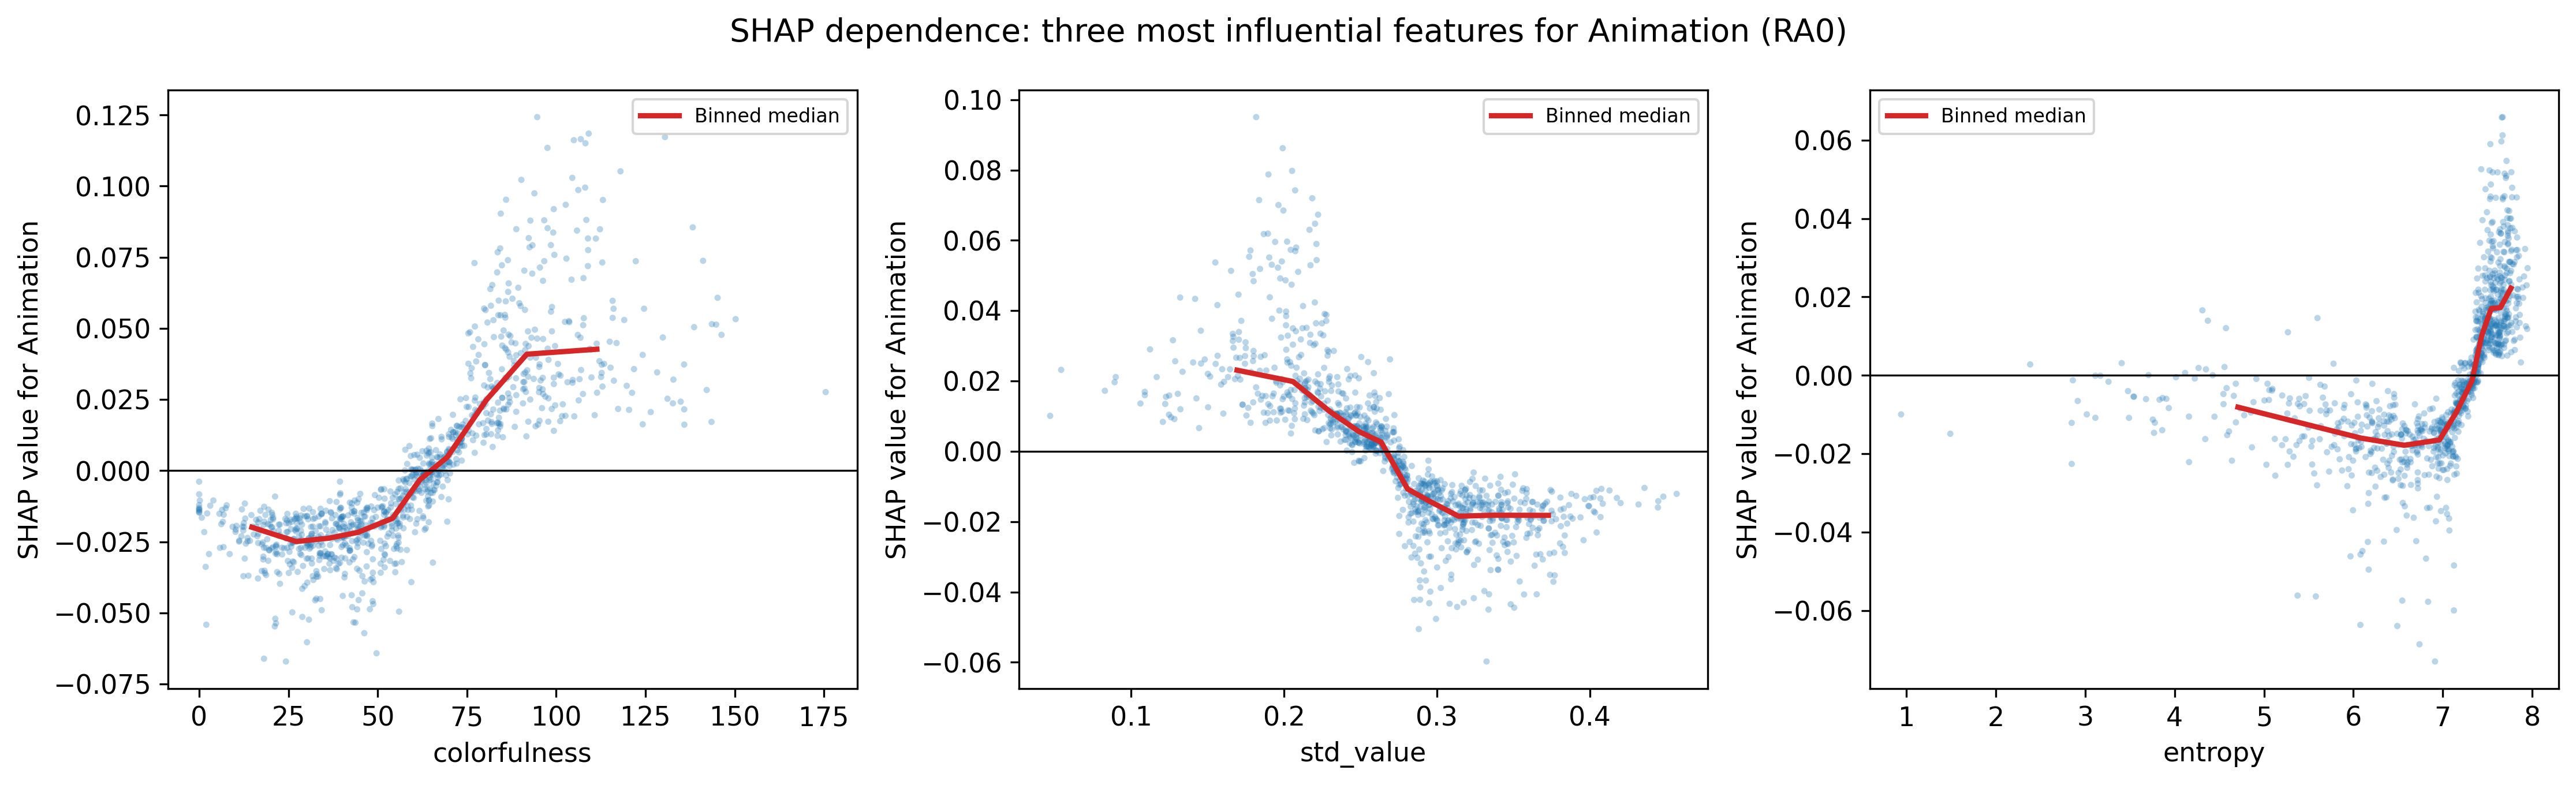 SHAP dependence: three most influential features for Animation (RA0)
SHAP value for Animation
0.125
0.100
0.075
0.050
0.025
0.000
−0.025
−0.050
−0.075
Binned median
0 25 50 75 100 125 150 175
colorfulness
SHAP value for Animation
0.10
0.08
0.06
0.04
0.02
0.00
−0.02
−0.04
−0.06
Binned median
0.1 0.2 0.3 0.4
std_value
SHAP value for Animation
0.06
0.04
0.02
0.00
−0.02
−0.04
−0.06
Binned median
1 2 3 4 5 6 7 8
entropy